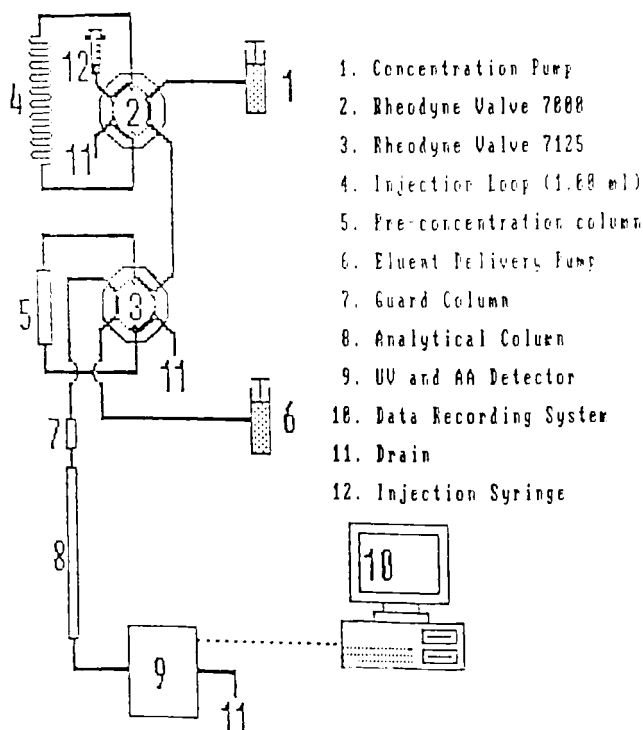 12
1
4
2
11
1. Concentration Pump
2. Rheodyne Valve 7000
3. Rheodyne Valve 7125
4. Injection Loop (1.00 ml)
5. Pre-concentration column
6. Eluent Delivery Pump
7. Guard Column
8. Analytical Column
9. UV and AA Detector
10. Data Recording System
11. Drain
12. Injection Syringe
5
3
11
6
7
8
9
10
11